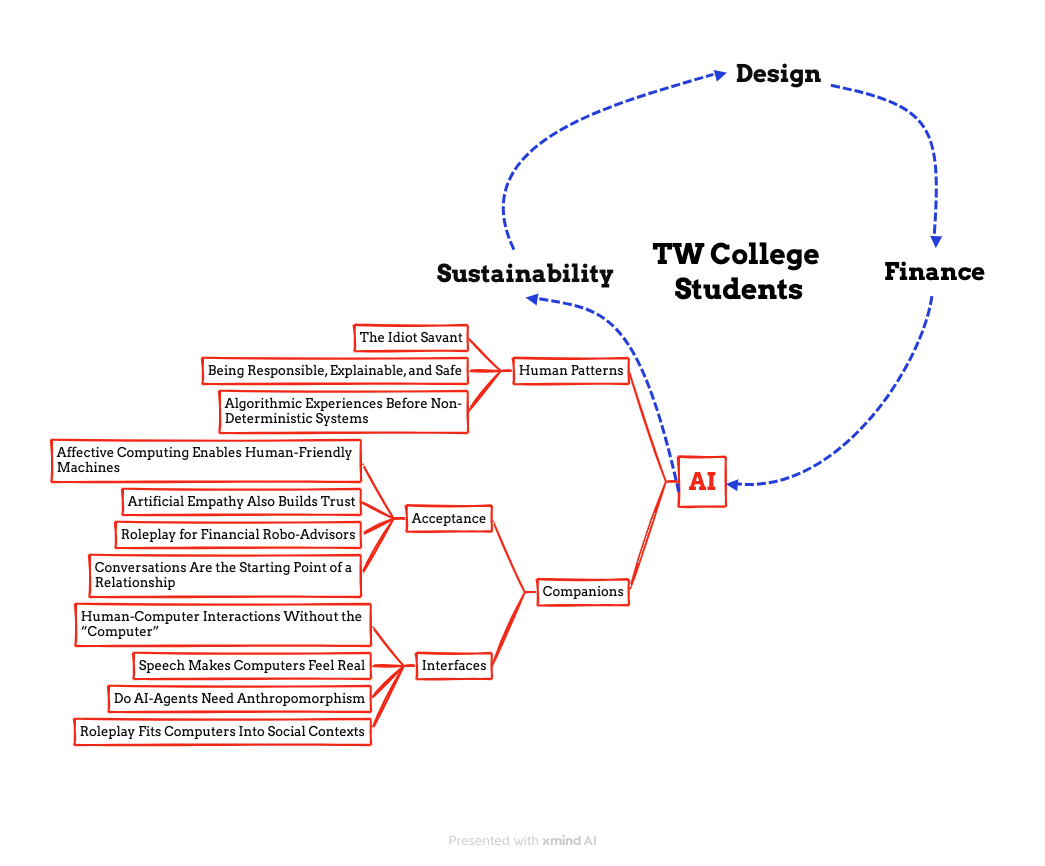 Design
TW College
Students
Sustainability
Finance
The Idiot Savant
Being Responsible, Explainable, and Safe
Human Patterns
Algorithmic Experiences Before Non-
Deterministic Systems
Affective Computing Enables Human-Friendly
Machines
AI
Artificial Empathy Also Builds Trust
Acceptance
Roleplay for Financial Robo-Advisors
Conversations Are the Starting Point of a
Relationship
Companions
Human-Computer Interactions Without the
“Computer”
Speech Makes Computers Feel Real
Interfaces
Do AI-Agents Need Anthropomorphism
Roleplay Fits Computers Into Social Contexts
Presented with xmind AI